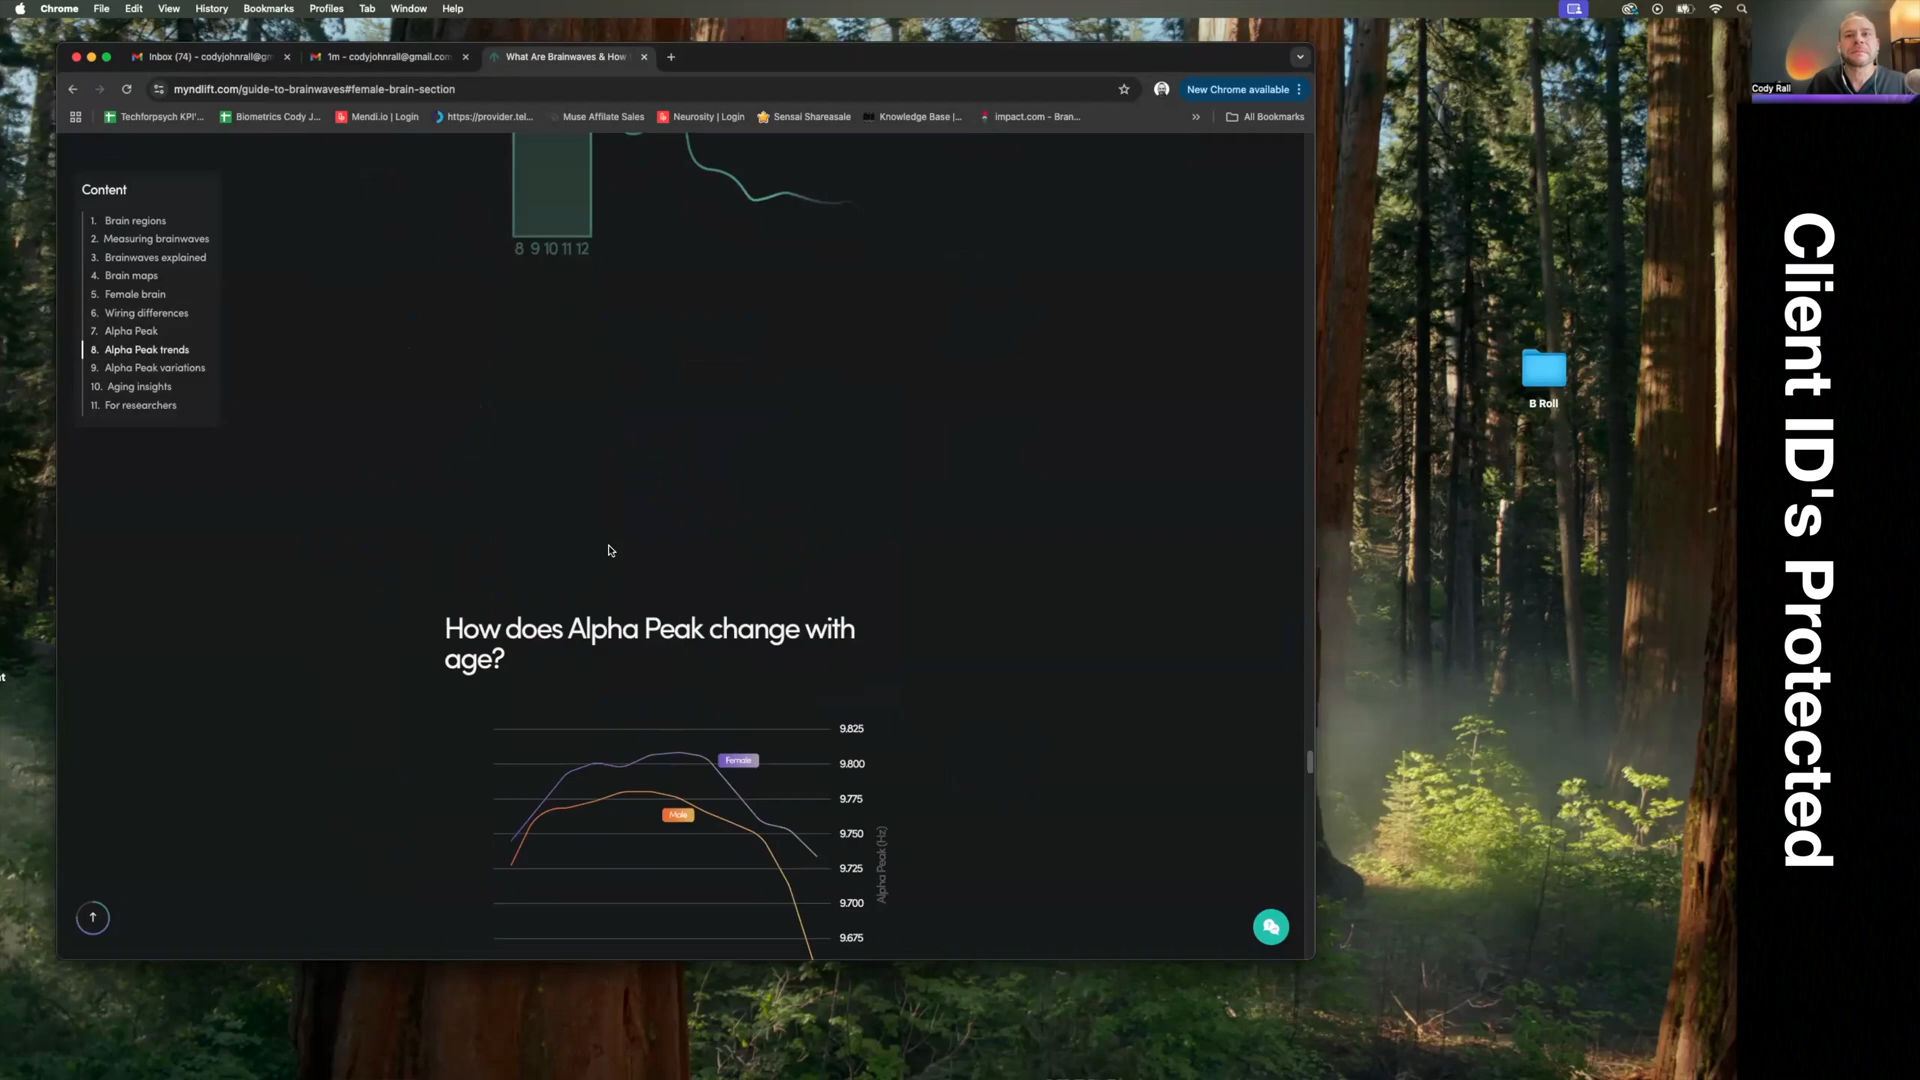 Chrome File Edit View History Bookmarks Profiles Tab Window Help
Inbox (74) - codyjohnrall@gm
1m - codyjohnrall@gmail.com
What Are Brainwaves & How
myndlift.com/guide-to-brainwaves#female-brain-section
New Chrome available
Techforpsych KPI'...
Biometrics Cody J...
Mendi.io | Login
https://provider.tel...
Muse Affilate Sales
Neurosity | Login
Sensai Shareasale
Knowledge Base |...
impact.com - Bran...
All Bookmarks
Content
1. Brain regions
2. Measuring brainwaves
3. Brainwaves explained
4. Brain maps
5. Female brain
6. Wiring differences
7. Alpha Peak
8. Alpha Peak trends
9. Alpha Peak variations
10. Aging insights
11. For researchers
8 9 10 11 12
How does Alpha Peak change with
age?
9.825
9.800
9.775
9.750
9.725
9.700
9.675
Female
Male
Alpha Peak (Hz)
B Roll
Cody Rall
Client ID's Protected